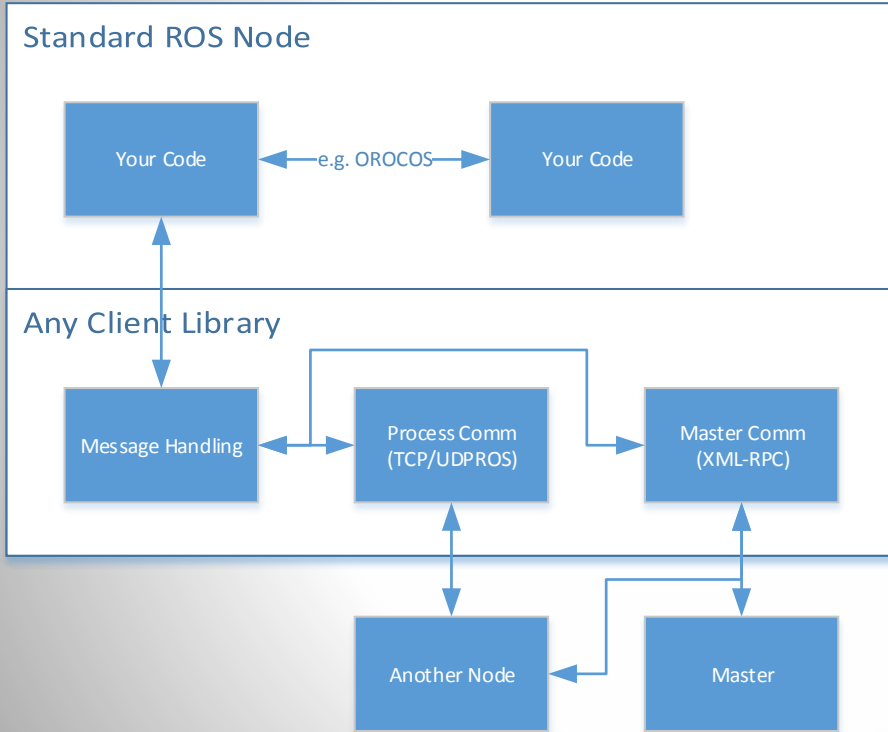 Standard ROS Node
Your Code
e.g. OROCOS
Your Code
Any Client Library
Message Handling
Process Comm
(TCP/UDPROS)
Master Comm
(XML-RPC)
Another Node
Master